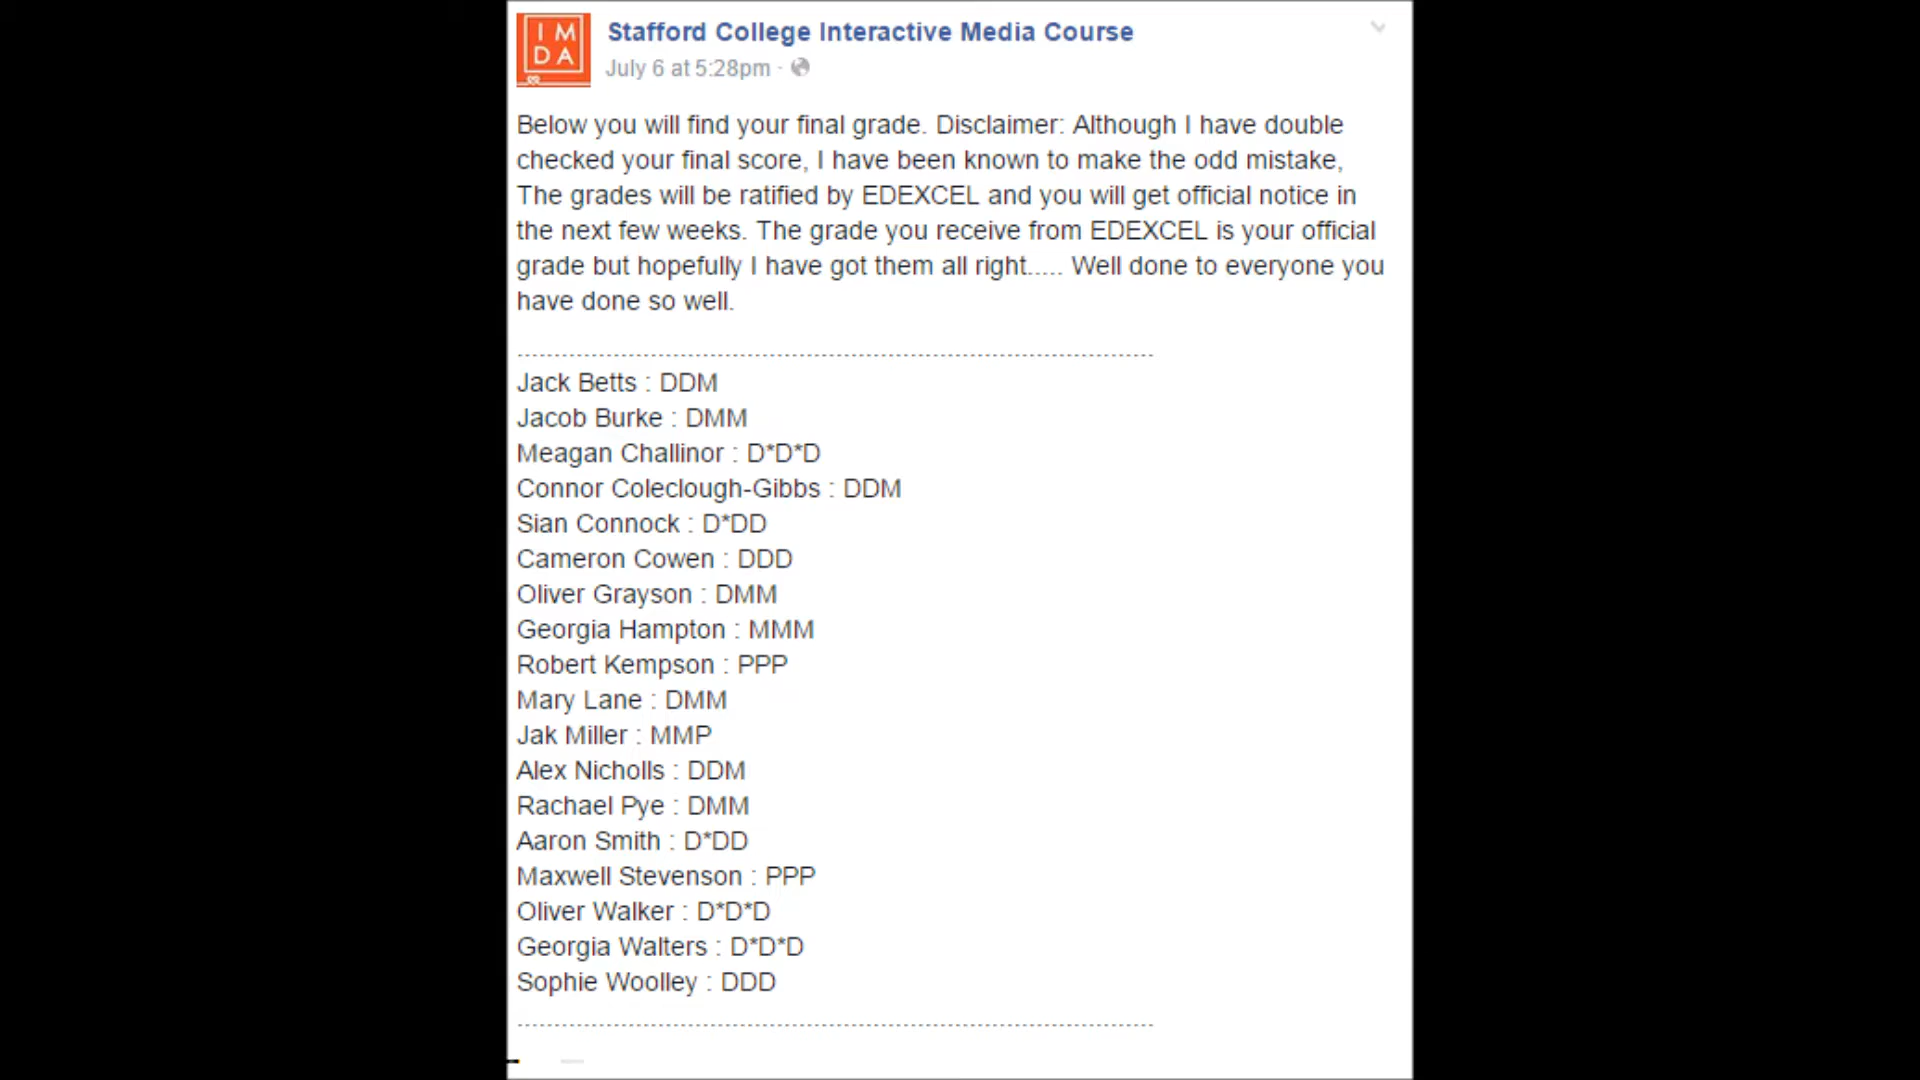 IM
DA
Stafford College Interactive Media Course
July 6 at 5:28pm ·
Below you will find your final grade. Disclaimer: Although I have double
checked your final score, I have been known to make the odd mistake,
The grades will be ratified by EDEXCEL and you will get official notice in
the next few weeks. The grade you receive from EDEXCEL is your official
grade but hopefully I have got them all right..... Well done to everyone you
have done so well.
Jack Betts : DDM
Jacob Burke : DMM
Meagan Challinor : D*D*D
Connor Coleclough-Gibbs : DDM
Sian Connock : D*DD
Cameron Cowen : DDD
Oliver Grayson : DMM
Georgia Hampton : MMM
Robert Kempson : PPP
Mary Lane : DMM
Jak Miller : MMP
Alex Nicholls : DDM
Rachael Pye : DMM
Aaron Smith : D*DD
Maxwell Stevenson : PPP
Oliver Walker : D*D*D
Georgia Walters : D*D*D
Sophie Woolley : DDD